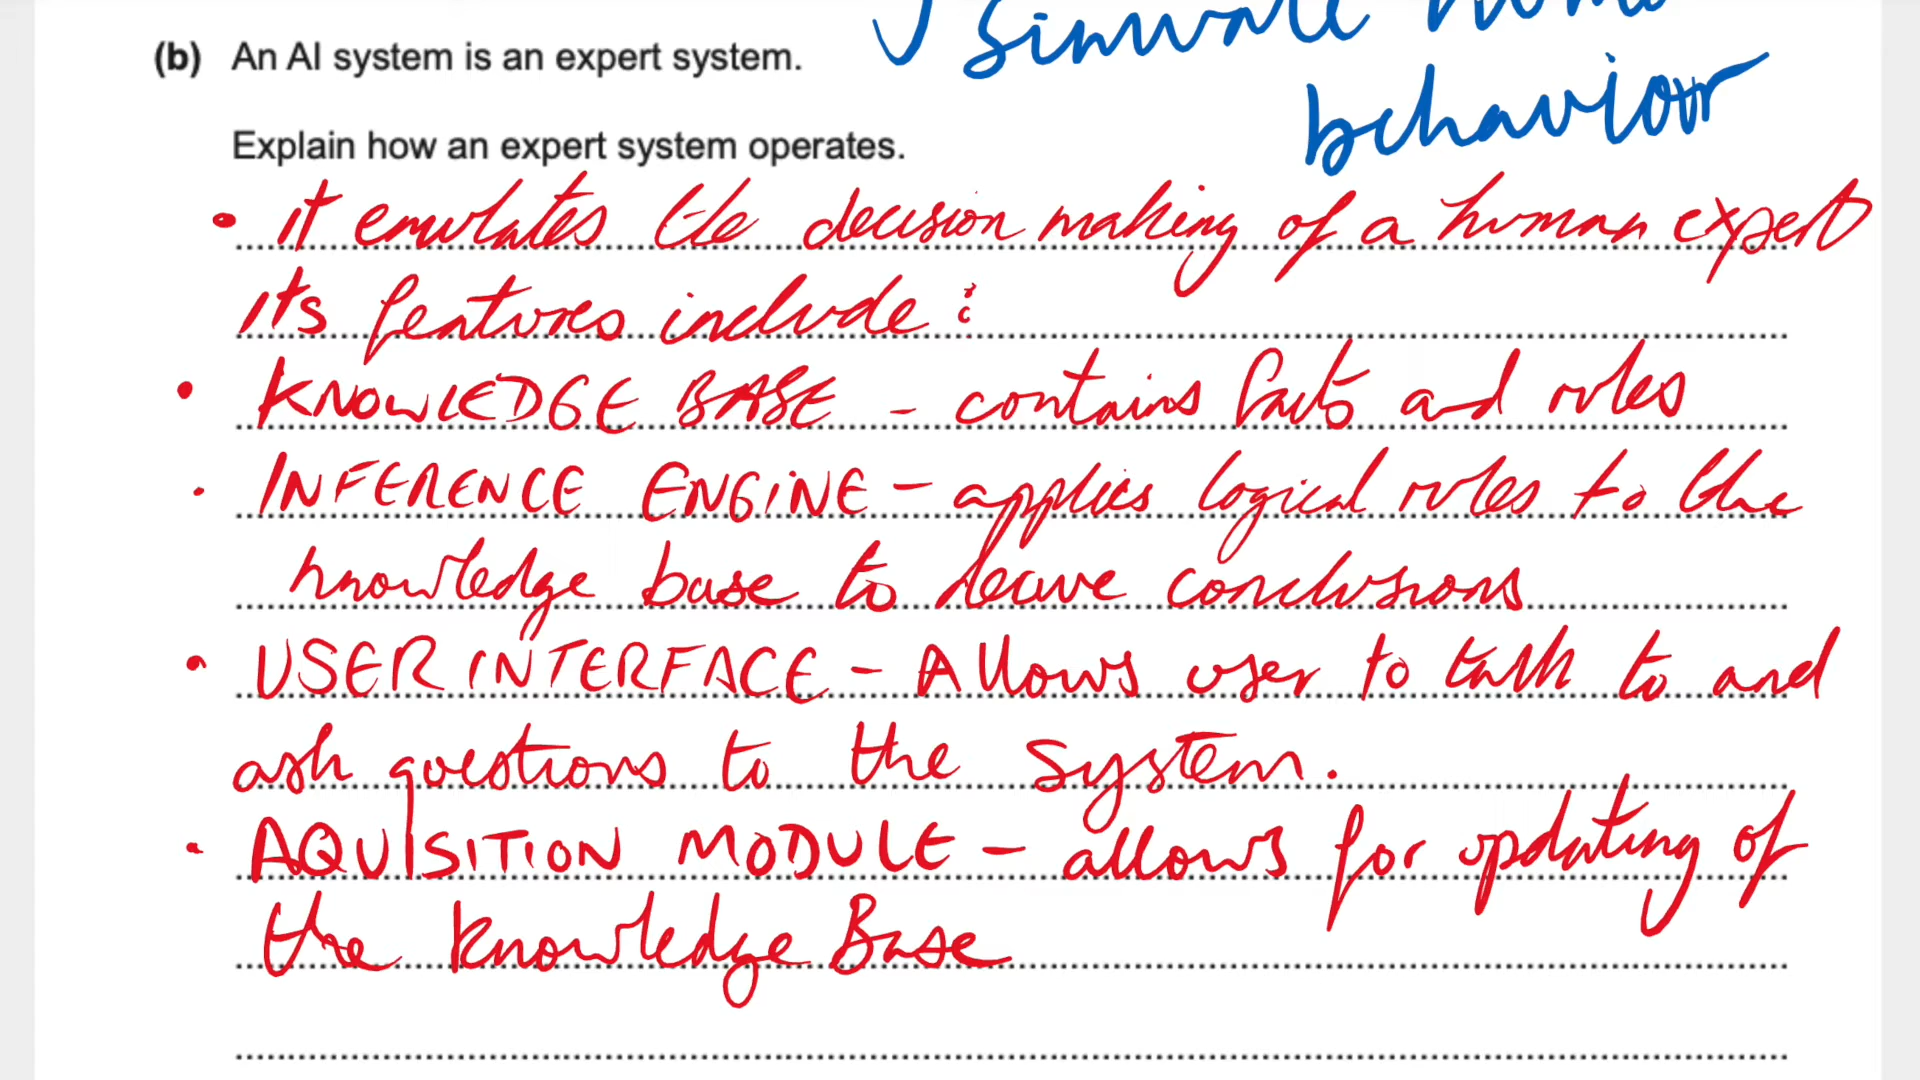 simulate
(b) An AI system is an expert system.
behaviour
Explain how an expert system operates.
• it emulates the decision making of a human expert
its features include :
• KNOWLEDGE BASE - contains facts and rules
• INFERENCE ENGINE - applies logical rules to the
knowledge base to derive conclusions
• USER INTERFACE - Allows user to talk to and
ask questions to the system.
• AQUISITION MODULE - allows for updating of
the knowledge Base